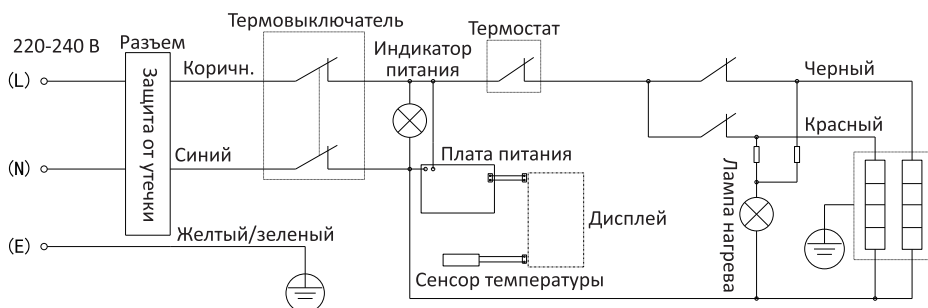 Термовыключатель
220-240 В
Разъем
Индикатор
питания
Термостат
(L)
Коричн.
Черный
Защита от утечки
Красный
(N)
Синий
Плата питания
Лампа нагрева
Дисплей
(E)
Желтый/зеленый
Сенсор температуры